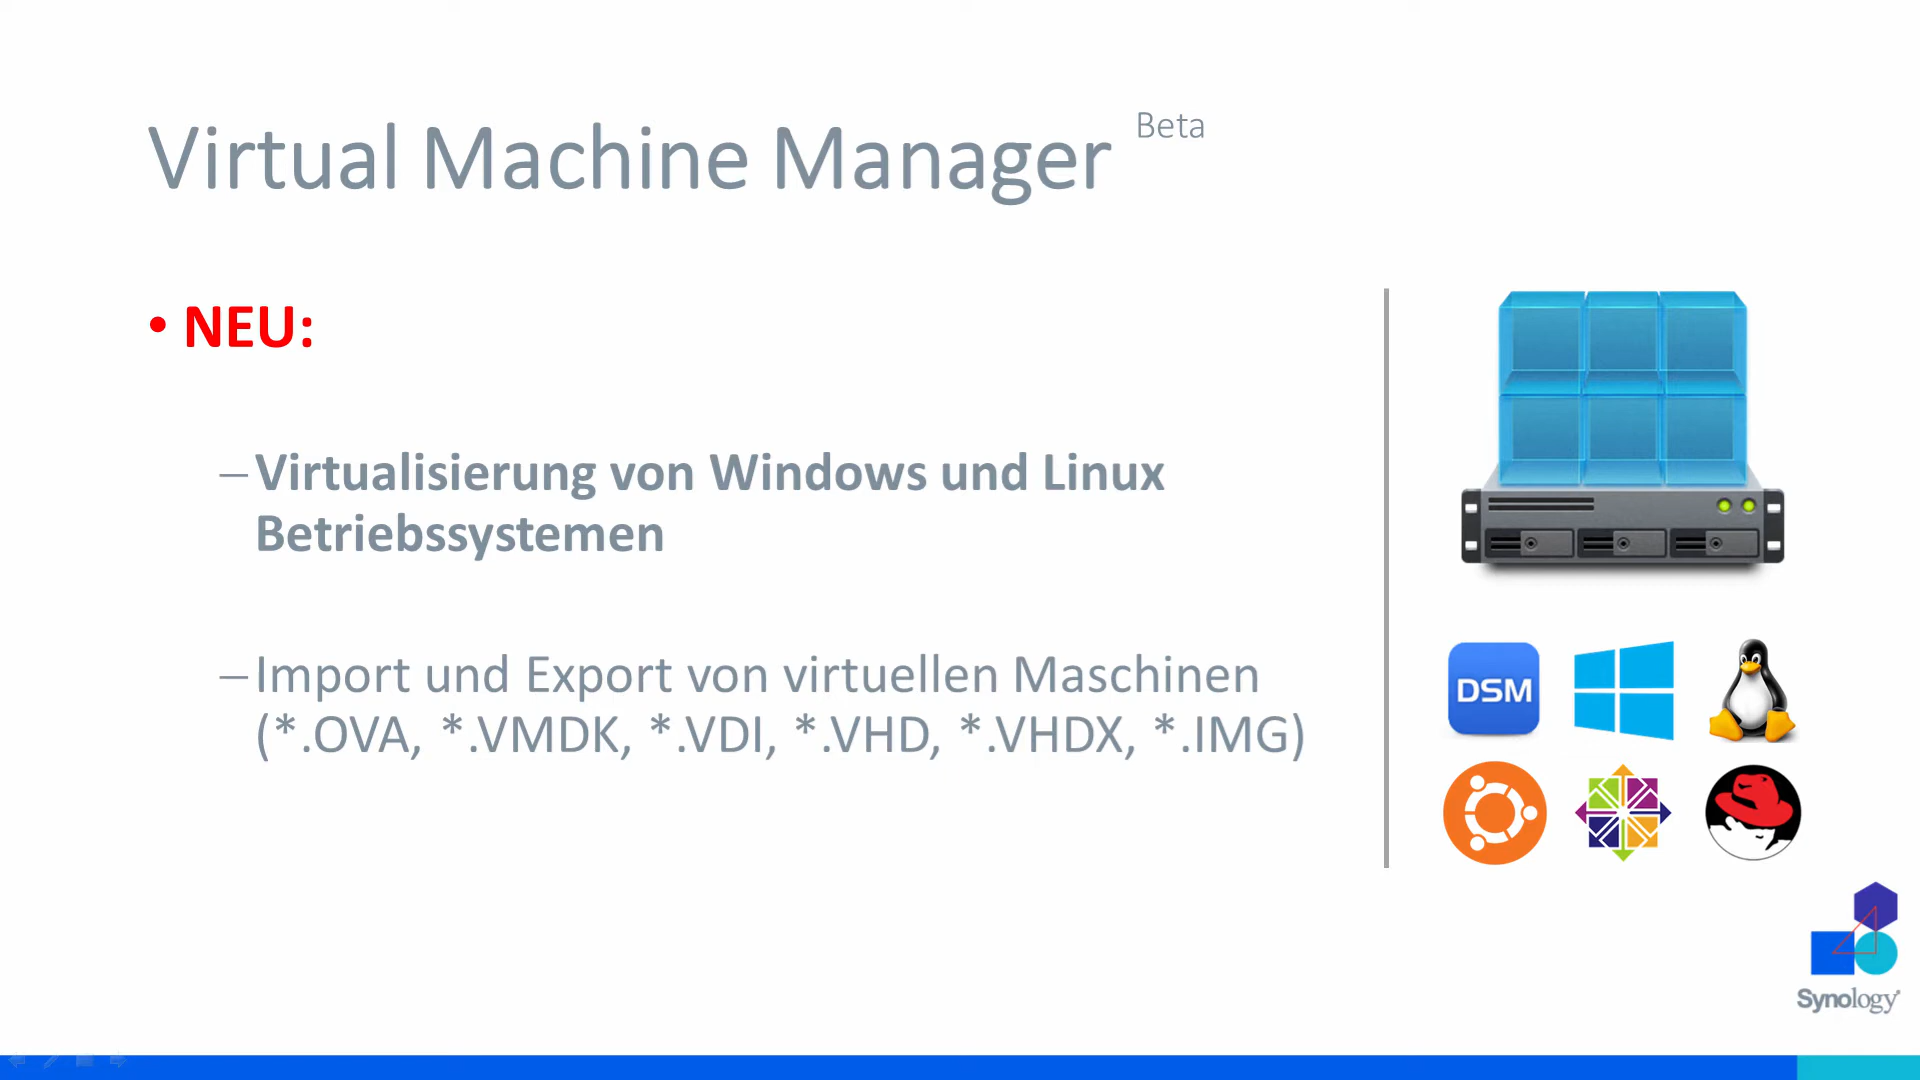 Virtual Machine Manager Beta
• NEU:
–Virtualisierung von Windows und Linux
Betriebssystemen
–Import und Export von virtuellen Maschinen
(*.OVA, *.VMDK, *.VDI, *.VHD, *.VHDX, *.IMG)
DSM
Synology